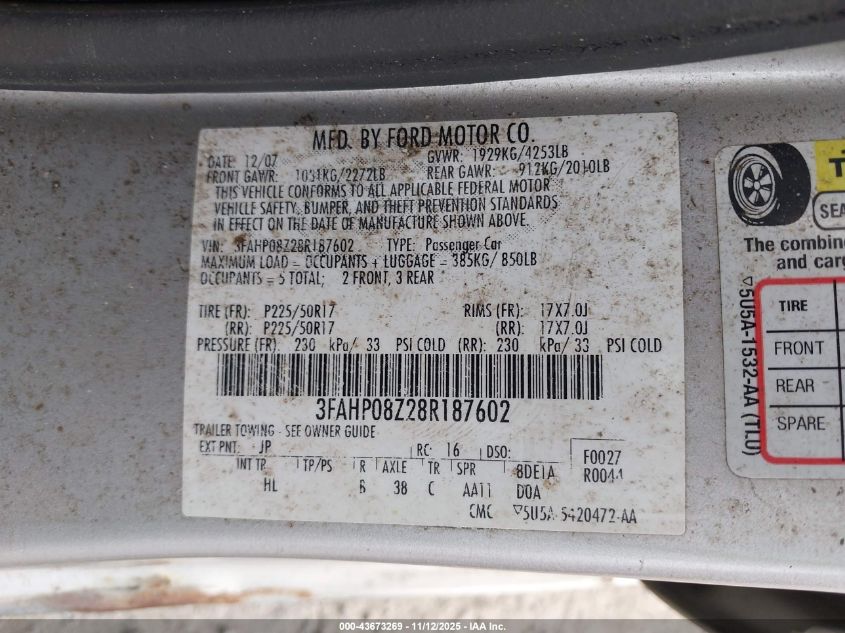 MFD. BY FORD MOTOR CO.
DATE: 12/07 GVWR: 1929KG/4253LB
FRONT GAWR: 1031KG/2272LB REAR GAWR: 912KG/2010LB
THIS VEHICLE CONFORMS TO ALL APPLICABLE FEDERAL MOTOR
VEHICLE SAFETY, BUMPER, AND THEFT PREVENTION STANDARDS
IN EFFECT ON THE DATE OF MANUFACTURE SHOWN ABOVE.
VIN: 3FAHP08Z28R187602 TYPE: Passenger Car
MAXIMUM LOAD = OCCUPANTS + LUGGAGE = 385KG/ 850LB
OCCUPANTS = 5 TOTAL; 2 FRONT, 3 REAR
TIRE (FR): P225/50R17 RIMS (FR): 17X7.0J
(RR): P225/50R17 (RR): 17X7.0J
PRESSURE (FR): 230 kPa/ 33 PSI COLD (RR): 230 kPa/ 33 PSI COLD
3FAHP08Z28R187602
TRAILER TOWING - SEE OWNER GUIDE
EXT PNT: JP RC: 16 DSO: F0027
R0044
INT TR TP/PS R AXLE TR SPR 8DE1A
HL B 38 C AA11 D0A
CMC ▽5U5A-5420472-AA
SEA
The combin
and carg
TIRE
FRONT
REAR
SPARE
▽5U5A-1532-AA (TLU)
000-43673269 - 11/12/2025 - IAA Inc.